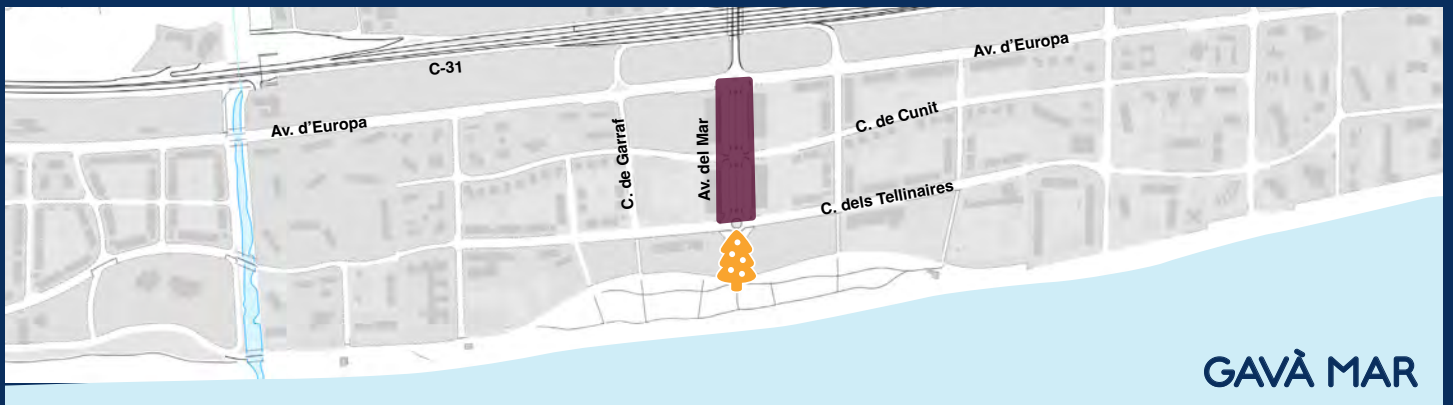 Av. d'Europa
C-31
C. de Cunit
Av. d'Europa
C. de Garraf
Av. del Mar
C. dels Tellinaires
GAVÀ MAR